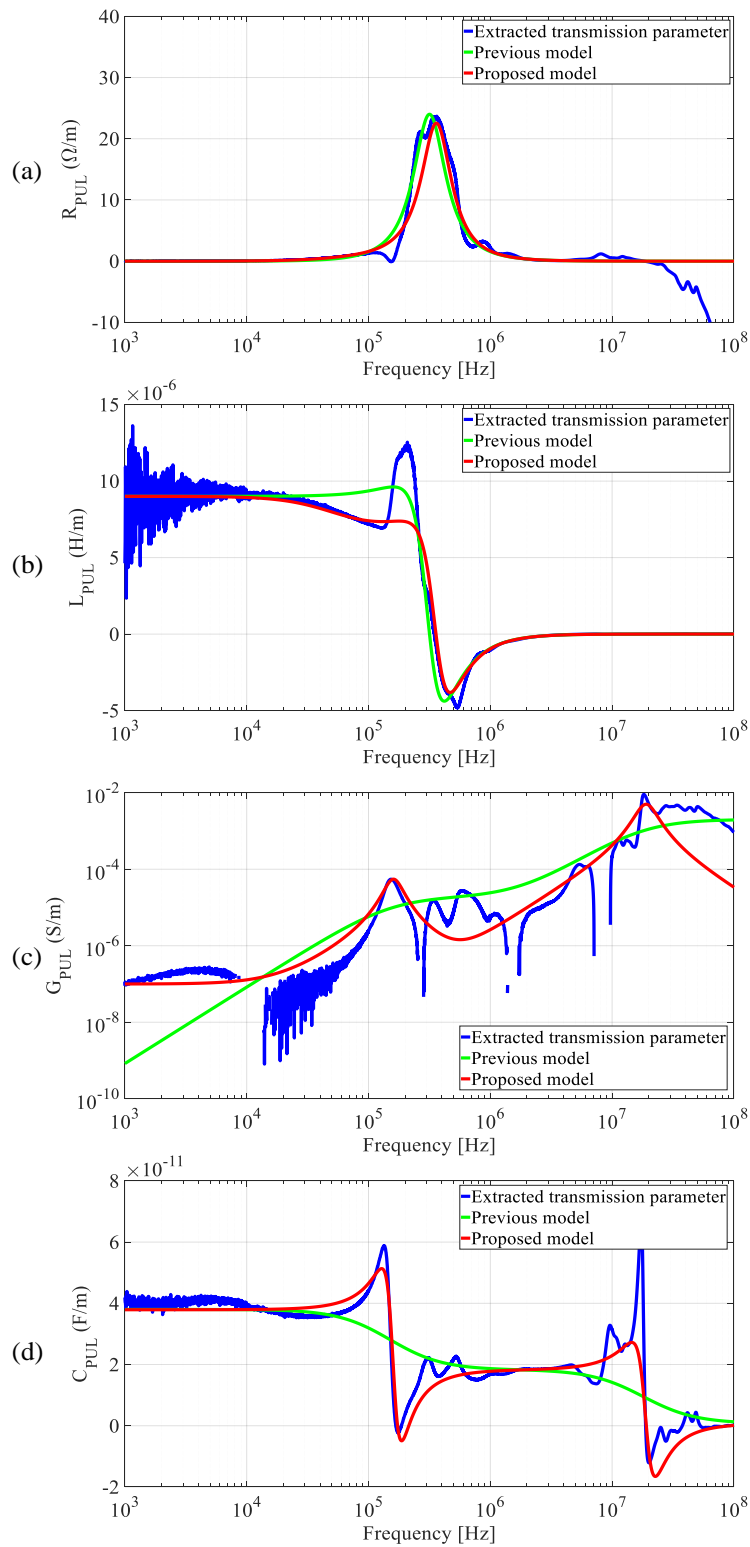 (a)
R_PUL (Ω/m)
40
30
20
10
0
-10
Extracted transmission parameter
Previous model
Proposed model
10^3
10^4
10^5
10^6
10^7
10^8
Frequency [Hz]
(b)
L_PUL (H/m)
×10^-6
15
10
5
0
-5
Extracted transmission parameter
Previous model
Proposed model
10^3
10^4
10^5
10^6
10^7
10^8
Frequency [Hz]
(c)
G_PUL (S/m)
10^-2
10^-4
10^-6
10^-8
10^-10
Extracted transmission parameter
Previous model
Proposed model
10^3
10^4
10^5
10^6
10^7
10^8
Frequency [Hz]
(d)
C_PUL (F/m)
×10^-11
8
6
4
2
0
-2
Extracted transmission parameter
Previous model
Proposed model
10^3
10^4
10^5
10^6
10^7
10^8
Frequency [Hz]